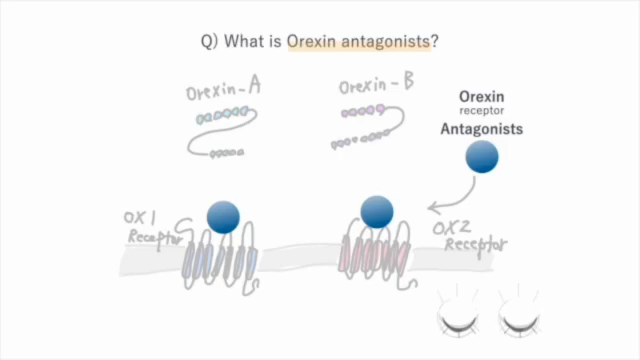 Q) What is Orexin antagonists?
Orexin-A
Orexin-B
Orexin
receptor
Antagonists
OX1
Receptor
OX2
Receptor